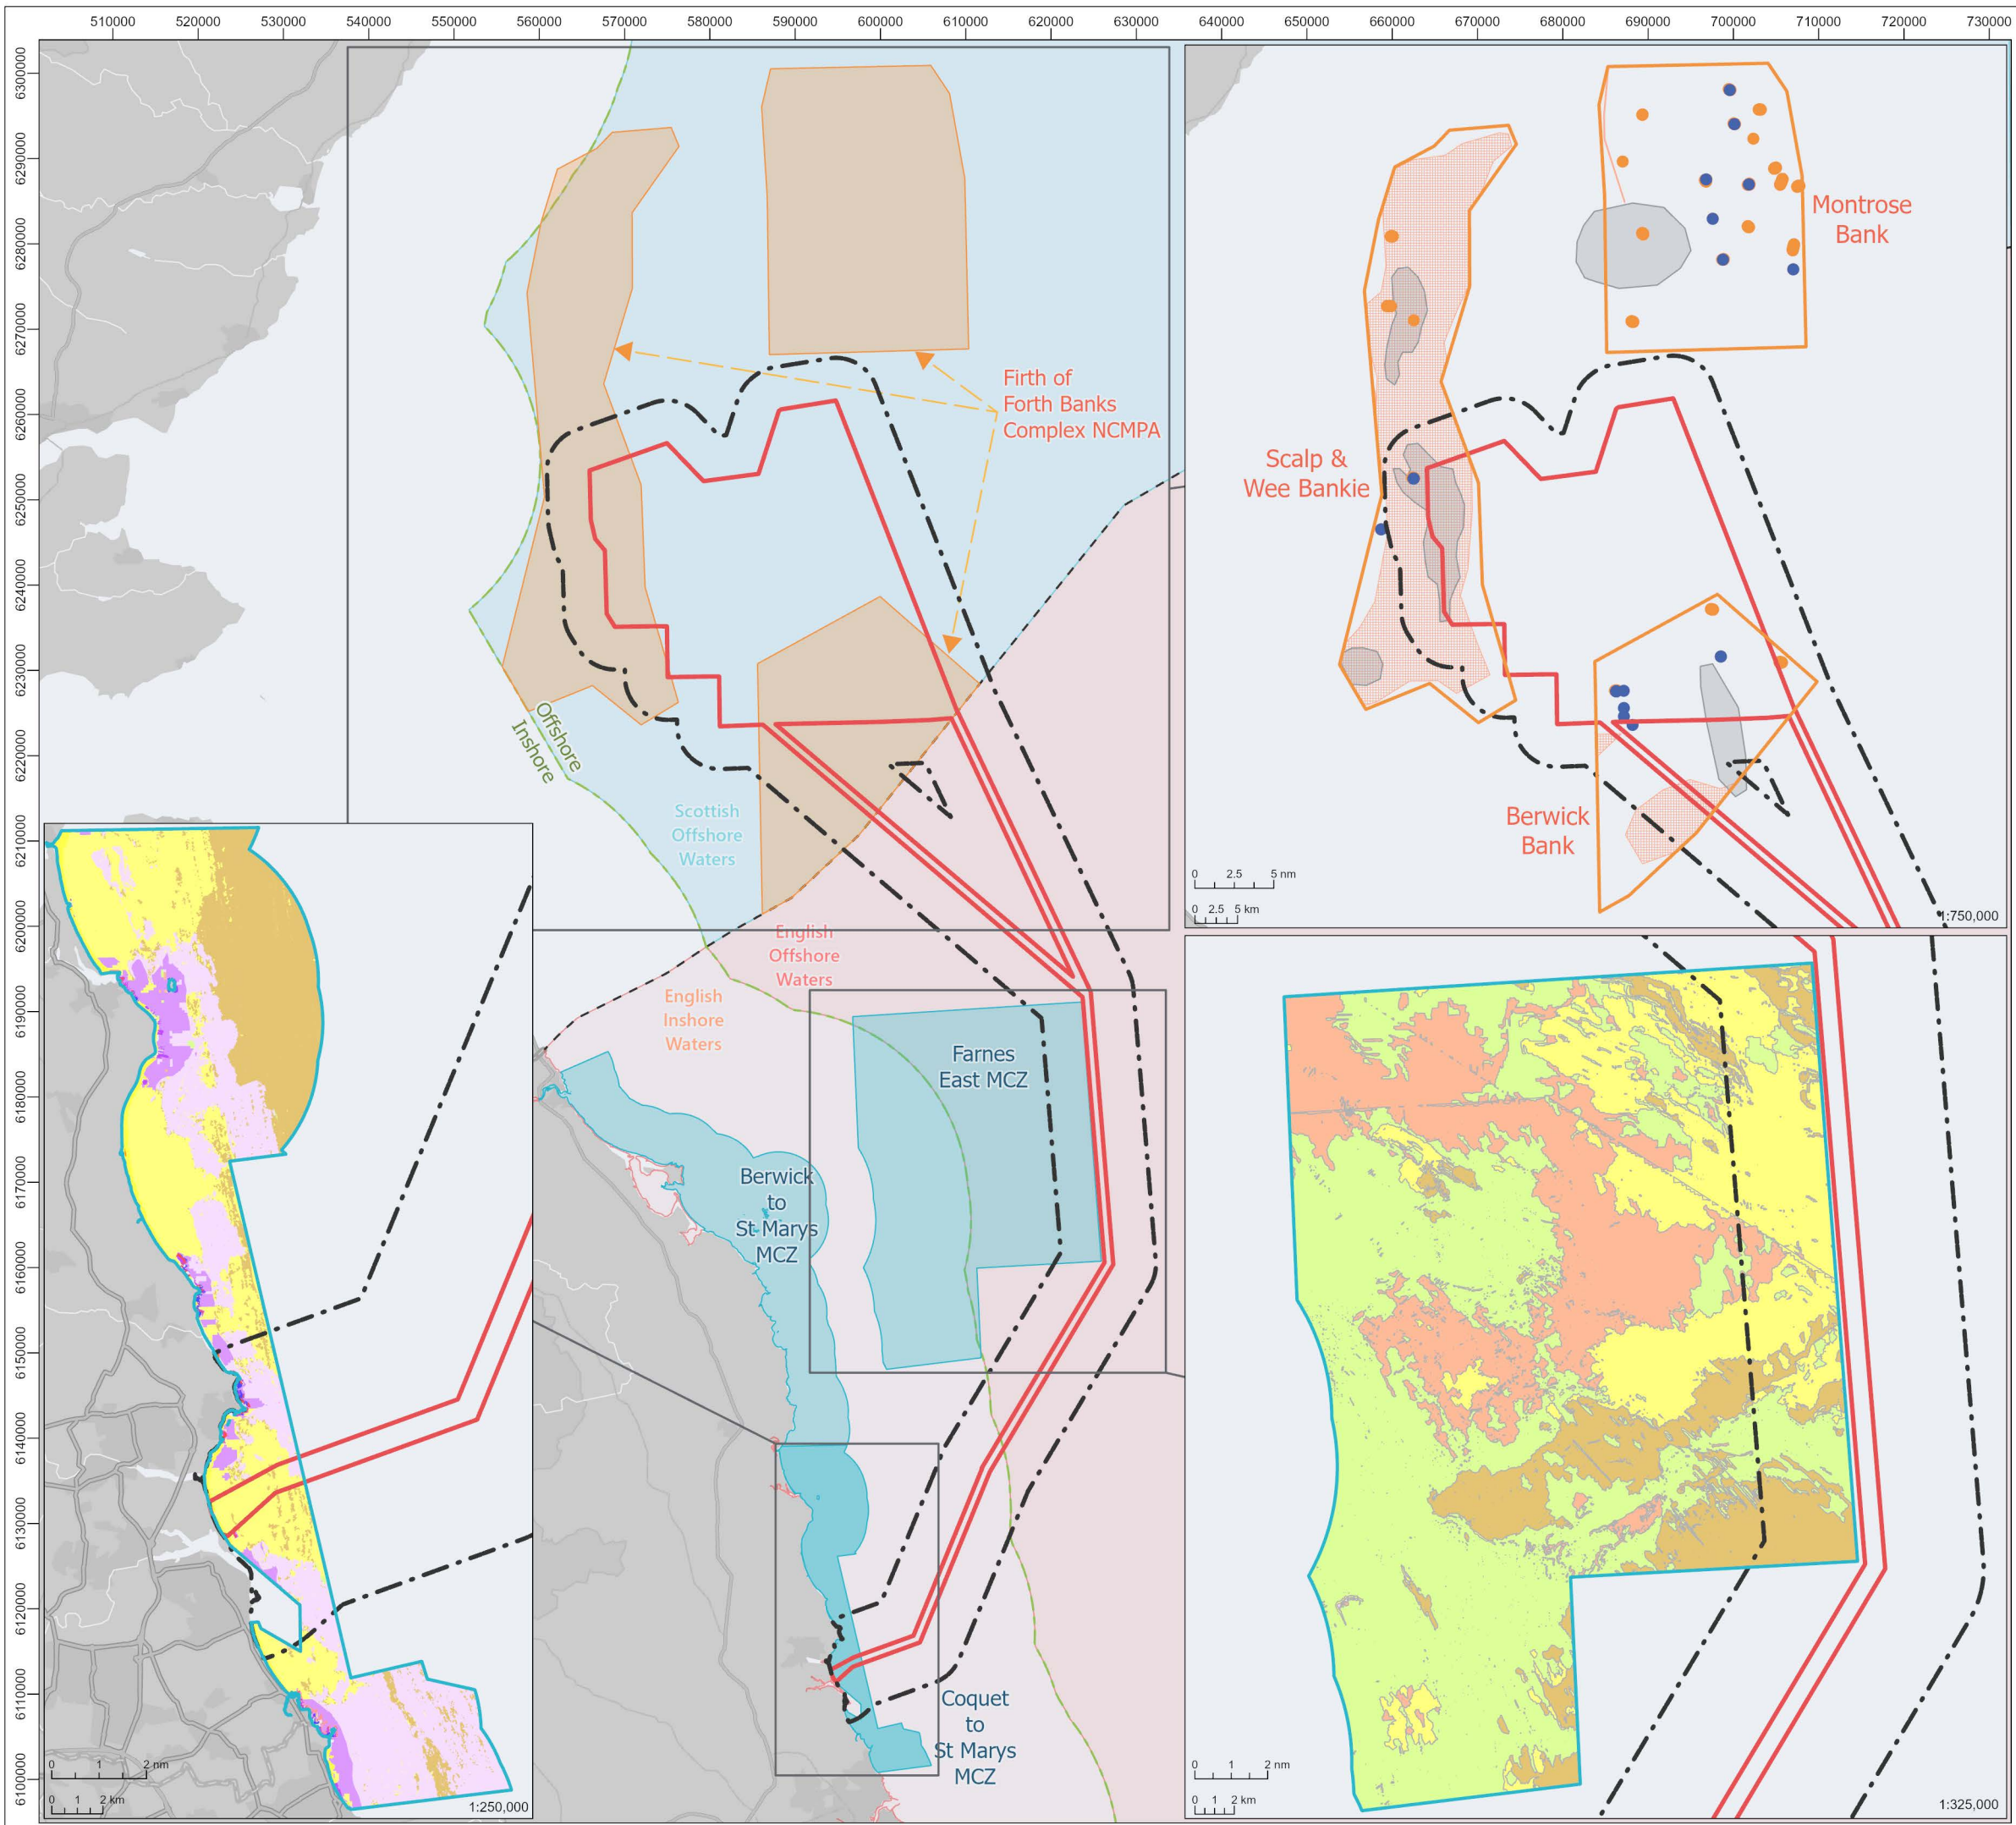 510000 520000 530000 540000 550000 560000 570000 580000 590000 600000 610000 620000 630000 640000 650000 660000 670000 680000 690000 700000 710000 720000 730000
6300000
6290000
6280000
6270000
6260000
6250000
6240000
6230000
6220000
6210000
6200000
6190000
6180000
6170000
6160000
6150000
6140000
6130000
6120000
6110000
6100000
Firth of
Forth Banks
Complex NCMPA
Offshore
Inshore
Scottish
Offshore
Waters
English
Offshore
Waters
English
Inshore
Waters
Farnes
East MCZ
Berwick
to
St Marys
MCZ
Coquet
to
St Marys
MCZ
Montrose
Bank
Scalp &
Wee Bankie
Berwick
Bank
0 2.5 5 nm
0 2.5 5 km
1:750,000
0 1 2 nm
0 1 2 km
1:250,000
0 1 2 nm
0 1 2 km
1:325,000